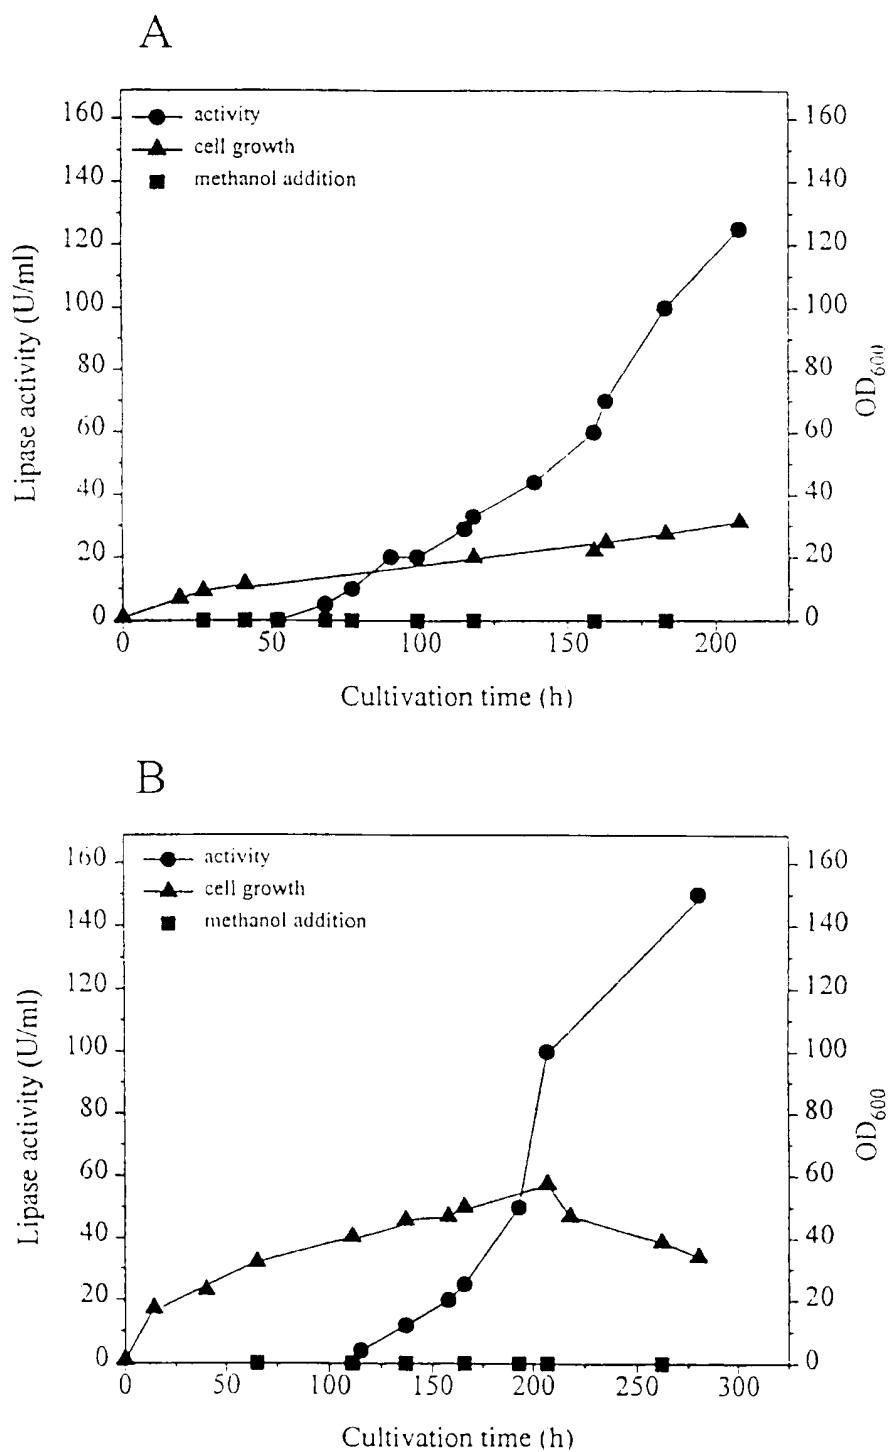 A
160
140
120
100
80
60
40
20
0
activity
cell growth
methanol addition
160
140
120
100
80
60
40
20
0
0 50 100 150 200
Lipase activity (U/ml)
OD600
Cultivation time (h)
B
160
140
120
100
80
60
40
20
0
activity
cell growth
methanol addition
160
140
120
100
80
60
40
20
0
0 50 100 150 200 250 300
Lipase activity (U/ml)
OD600
Cultivation time (h)